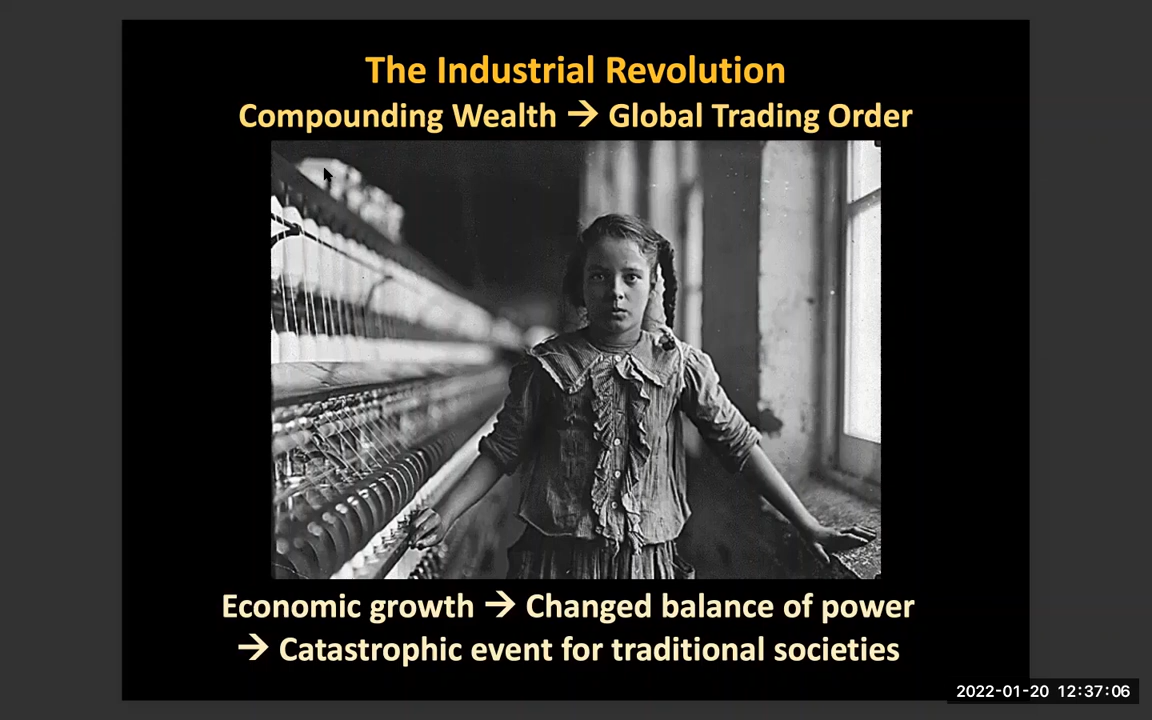 The Industrial Revolution
Compounding Wealth → Global Trading Order
Economic growth → Changed balance of power
→ Catastrophic event for traditional societies
2022-01-20 12:37:06